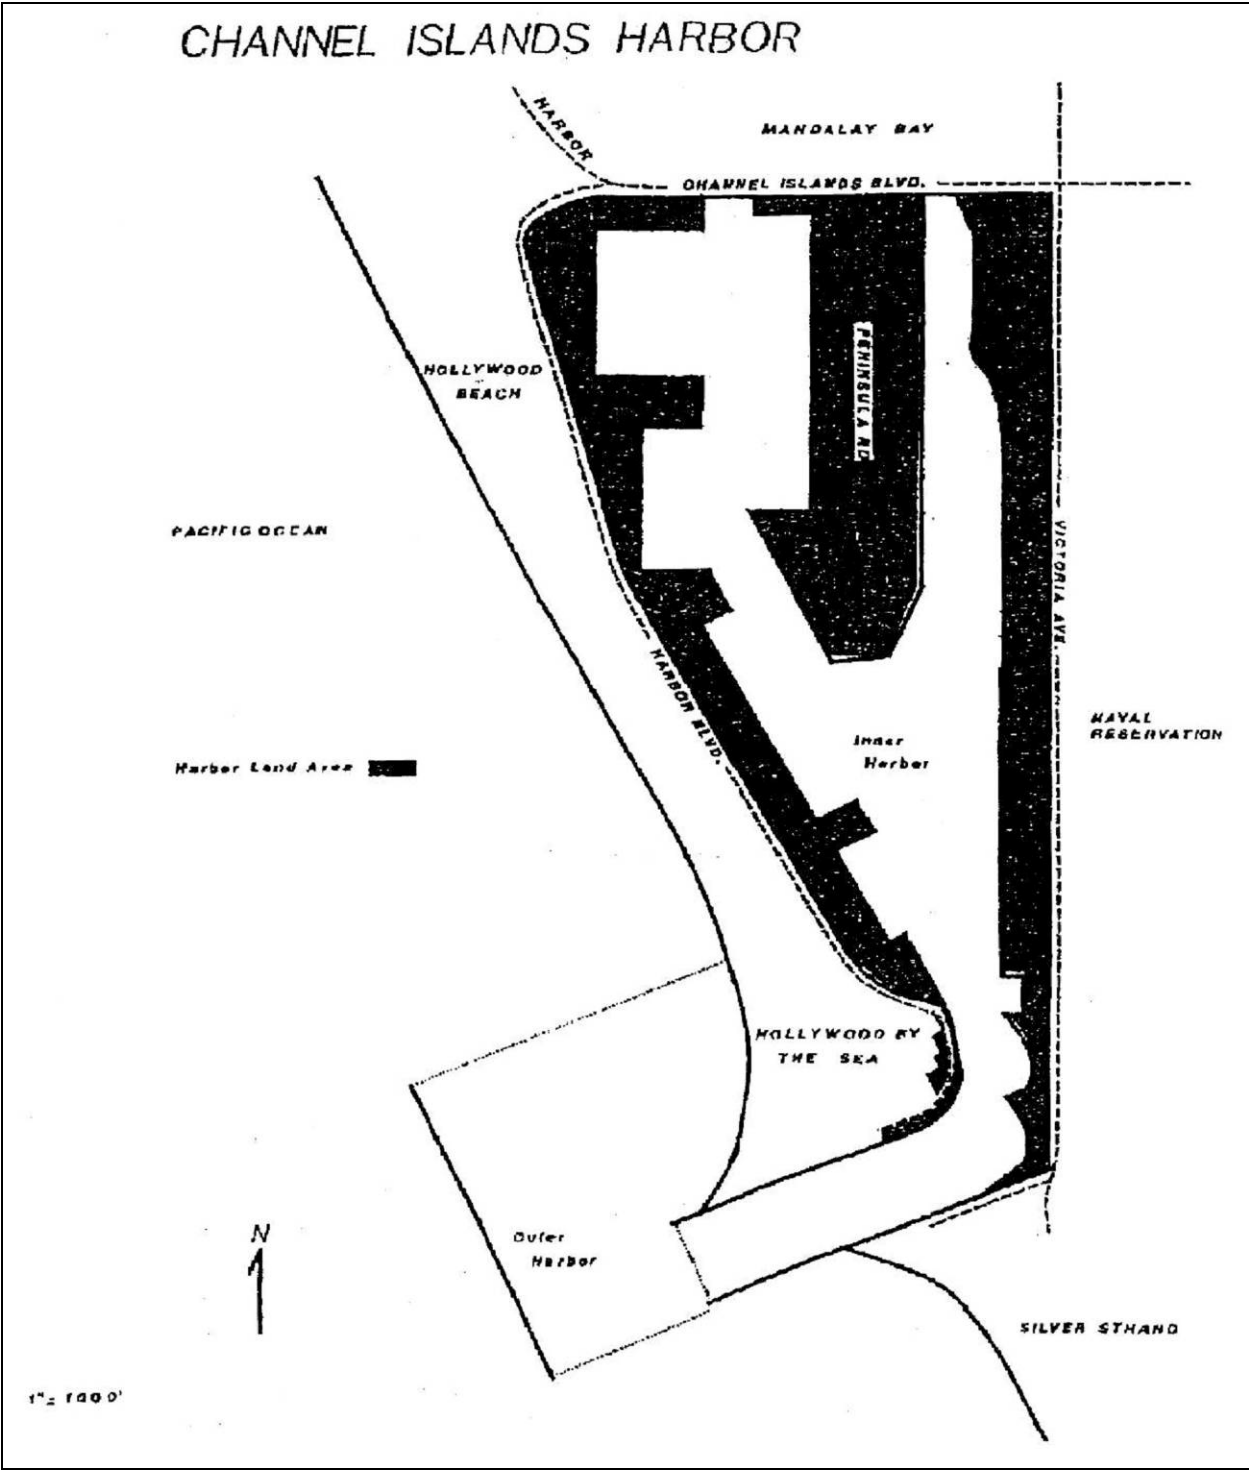 CHANNEL ISLANDS HARBOR
HARBOR
MANDALAY BAY
CHANNEL ISLANDS BLVD.
PENINSULA RD
HOLLYWOOD
BEACH
PACIFIC OCEAN
VICTORIA AVE.
HARBOR BLVD.
NAVAL
RESERVATION
Inner
Harbor
Harbor Land Area
HOLLYWOOD BY
THE SEA
N
Outer
Harbor
SILVER STRAND
1"= 1000'